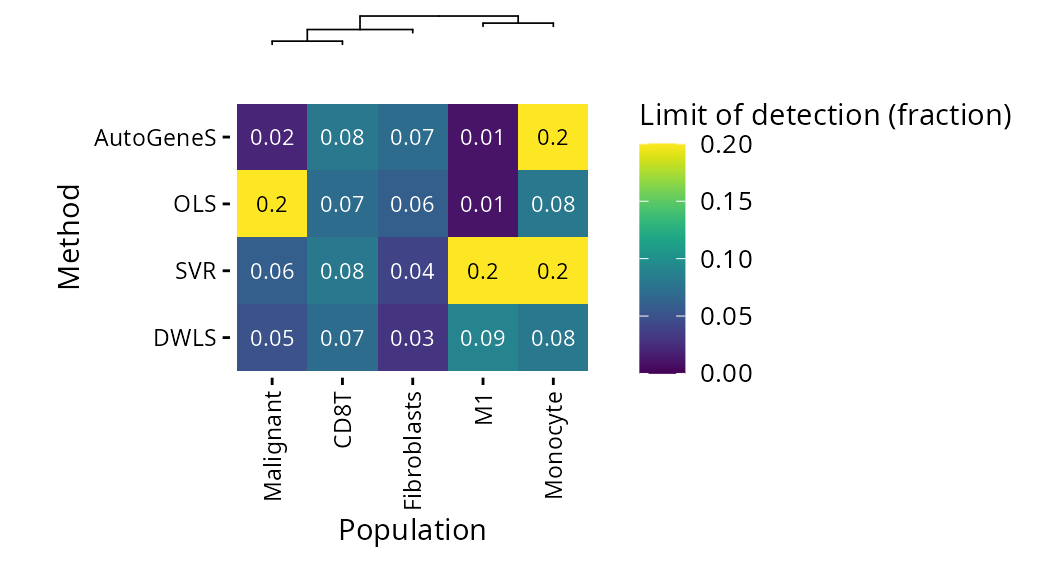 Limit of detection (fraction)
0.20
0.15
0.10
0.05
0.00
Method
AutoGeneS 0.02 0.08 0.07 0.01 0.2
OLS 0.2 0.07 0.06 0.01 0.08
SVR 0.06 0.08 0.04 0.2 0.2
DWLS 0.05 0.07 0.03 0.09 0.08
Malignant
CD8T
Fibroblasts
M1
Monocyte
Population